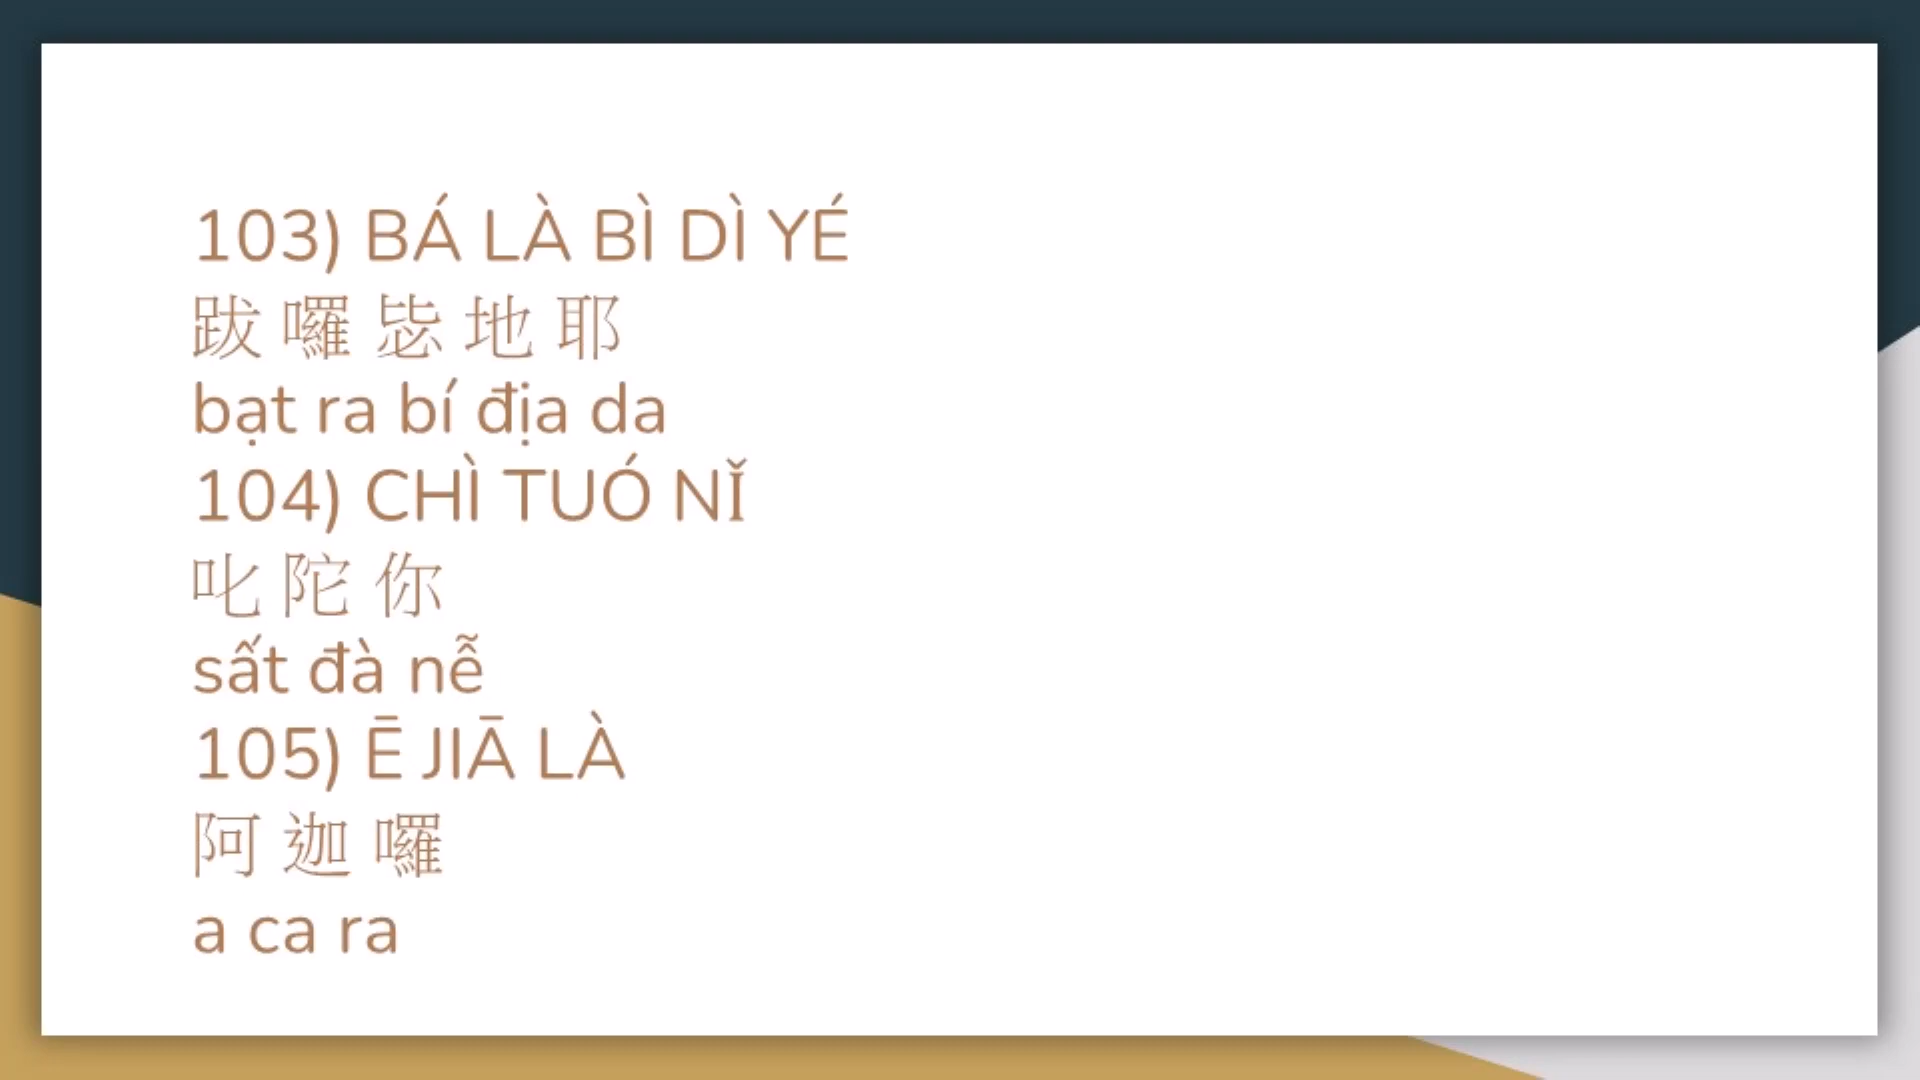 103) BÁ LÀ BÌ DÌ YÉ
跋 囉 毖 地 耶
bạt ra bí địa da
104) CHÌ TUÓ NǏ
叱 陀 你
sất đà nễ
105) Ē JIĀ LÀ
阿 迦 囉
a ca ra